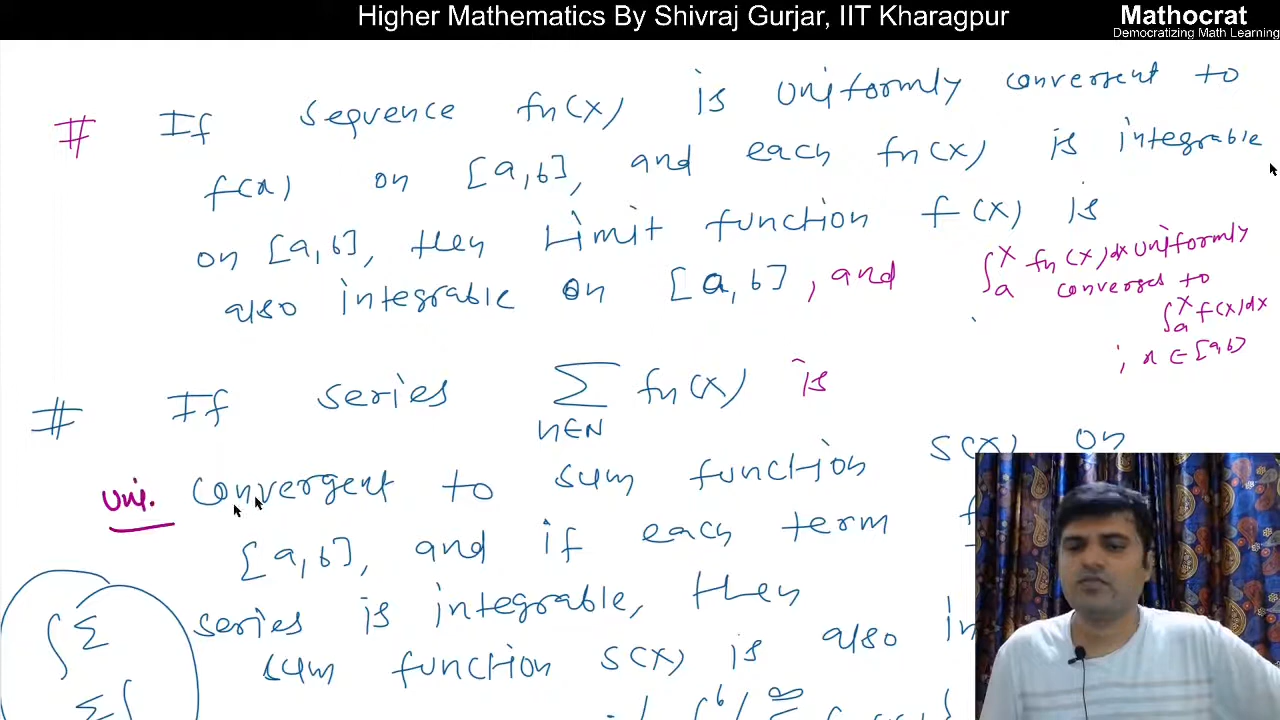 Higher Mathematics By Shivraj Gurjar, IIT Kharagpur
Mathocrat
Democratizing Math Learning
# If sequence fn(x) is uniformly convergent to
f(x) on [a,b], and each fn(x) is integrable
on [a,b], then limit function f(x) is
also integrable on [a,b], and
∫ₐˣ fn(x)dx uniformly
converges to
∫ₐˣ f(x)dx
; x ∈ [a,b]
# If series ∑ fn(x) is
n∈N
Uni. convergent to sum function s(x) on
[a,b], and if each term
series is integrable, then
sum function s(x) is also
∫∑
∑∫